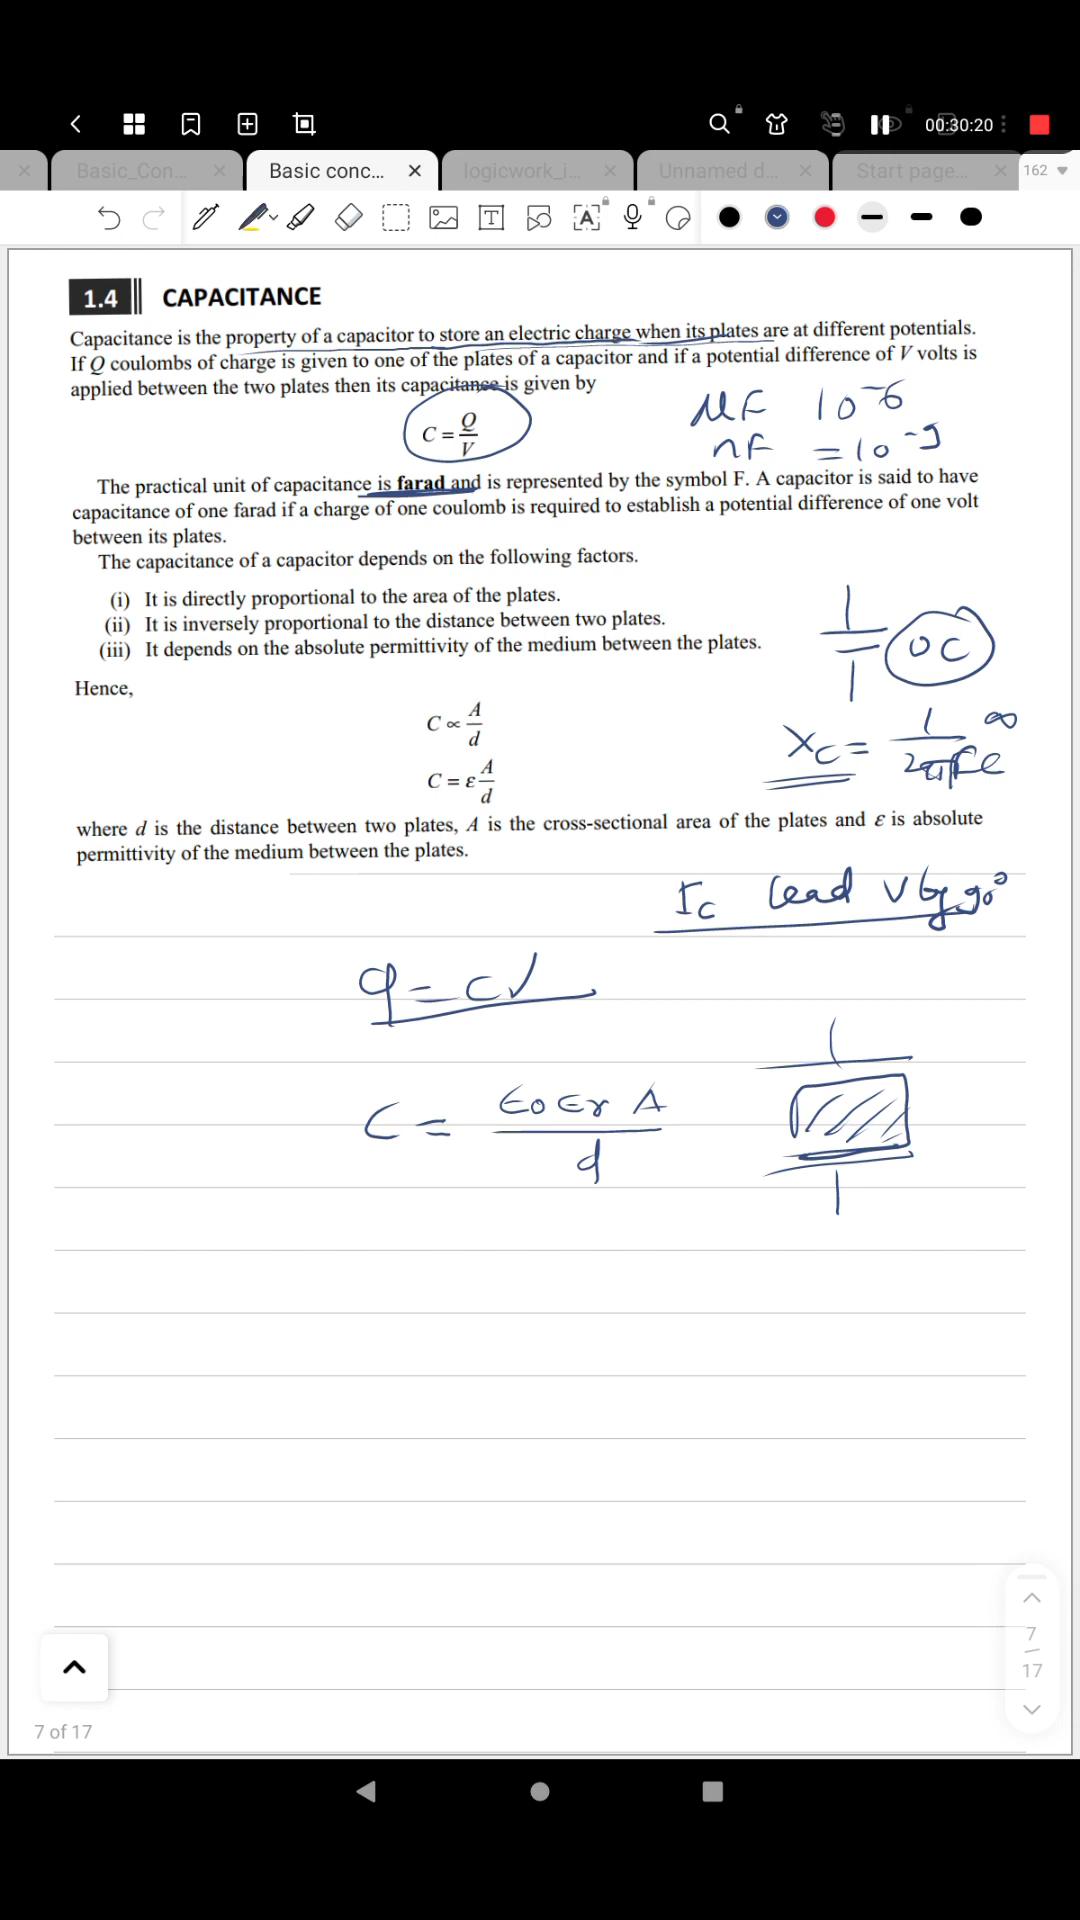 00:30:20
Basic_Con...
Basic conc...
logicwork_i...
Unnamed d...
Start page...
162
1.4 CAPACITANCE
Capacitance is the property of a capacitor to store an electric charge when its plates are at different potentials.
If Q coulombs of charge is given to one of the plates of a capacitor and if a potential difference of V volts is
applied between the two plates then its capacitance is given by
C = Q/V
μF 10⁻⁶
nF = 10⁻⁹
The practical unit of capacitance is farad and is represented by the symbol F. A capacitor is said to have
capacitance of one farad if a charge of one coulomb is required to establish a potential difference of one volt
between its plates.
The capacitance of a capacitor depends on the following factors.
(i) It is directly proportional to the area of the plates.
(ii) It is inversely proportional to the distance between two plates.
(iii) It depends on the absolute permittivity of the medium between the plates.
OC
Hence,
C ∝ A/d
Xc = 1/2πfc ∞
C = ε A/d
where d is the distance between two plates, A is the cross-sectional area of the plates and ε is absolute
permittivity of the medium between the plates.
Ic lead V by 90°
q = cV
C = ϵ0 ϵr A / d
7
17
7 of 17